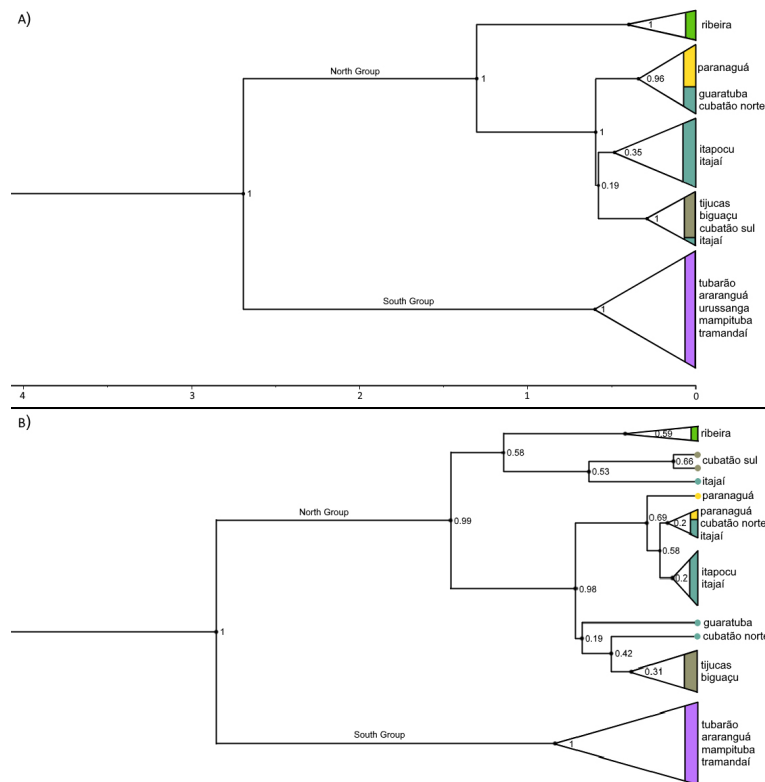 A)
1
ribeira
North Group
paranaguá
0.96
1
guaratuba
cubatão norte
1
0.35
itapocu
itajaí
0.19
1
tijucas
biguaçu
cubatão sul
itajaí
1
South Group
1
tubarão
araranguá
urussanga
mampituba
tramandaí
4
3
2
1
0
B)
0.59
ribeira
0.58
0.66
cubatão sul
0.53
itajaí
North Group
0.99
paranaguá
0.69
0.2
paranaguá
cubatão norte
itajaí
0.58
0.2
itapocu
itajaí
0.98
guaratuba
0.19
cubatão norte
0.42
0.31
tijucas
biguaçu
1
South Group
1
tubarão
araranguá
mampituba
tramandaí